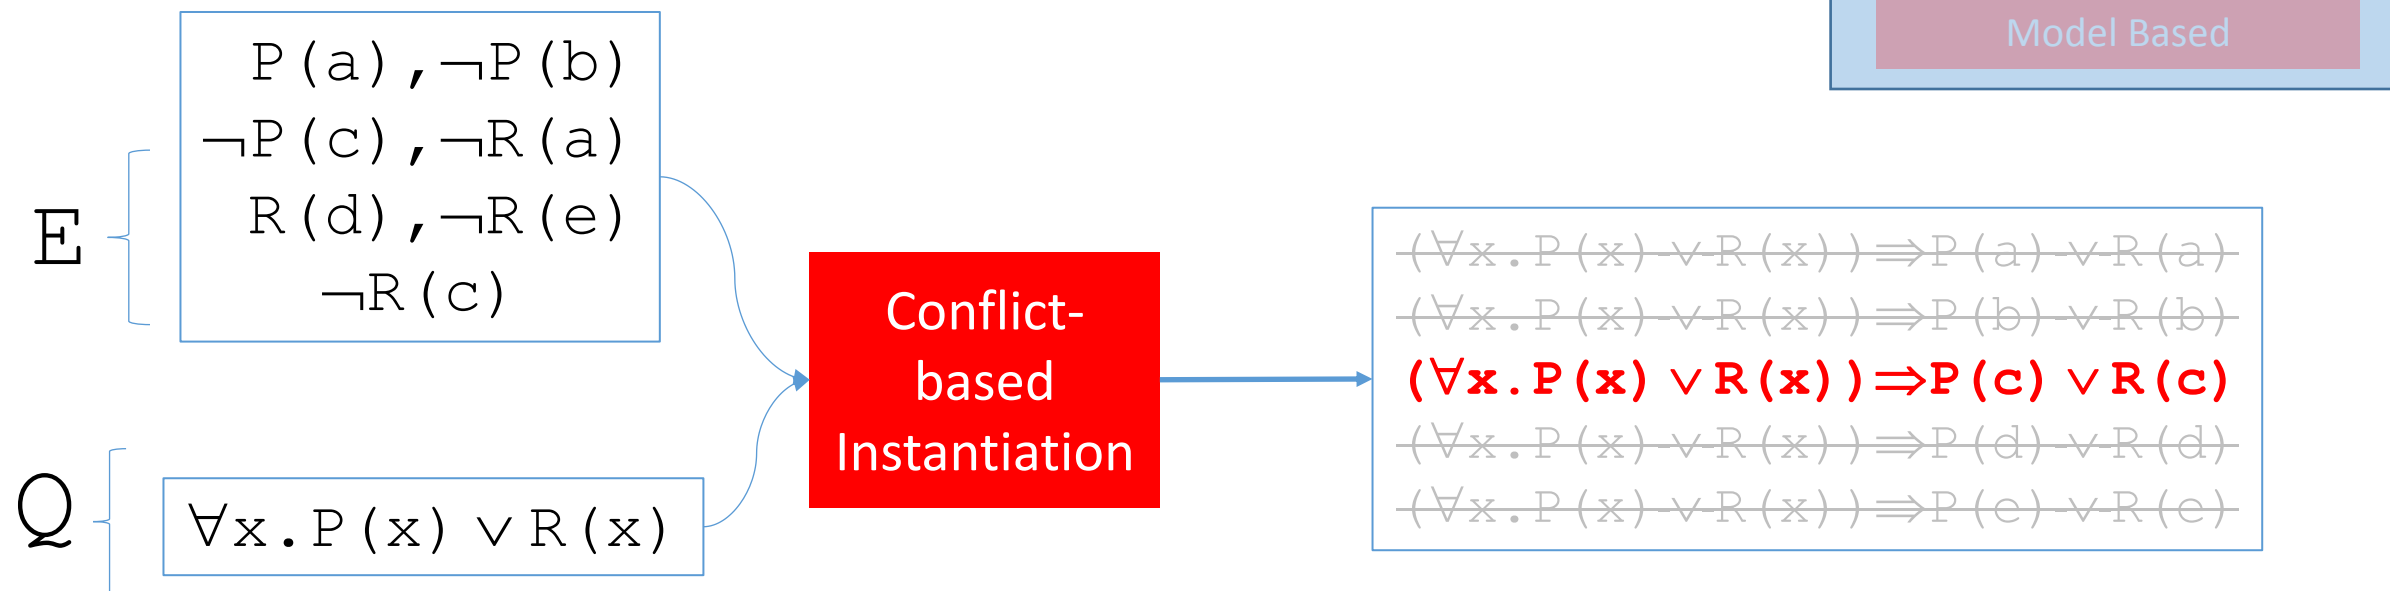 Model Based
E
P(a),¬P(b)
¬P(c),¬R(a)
R(d),¬R(e)
¬R(c)
Q
∀x.P(x) ∨ R(x)
Conflict-
based
Instantiation
(∀x.P(x) ∨ R(x))⇒P(a) ∨ R(a)
(∀x.P(x) ∨ R(x))⇒P(b) ∨ R(b)
(∀x.P(x) ∨ R(x))⇒P(c) ∨ R(c)
(∀x.P(x) ∨ R(x))⇒P(d) ∨ R(d)
(∀x.P(x) ∨ R(x))⇒P(e) ∨ R(e)